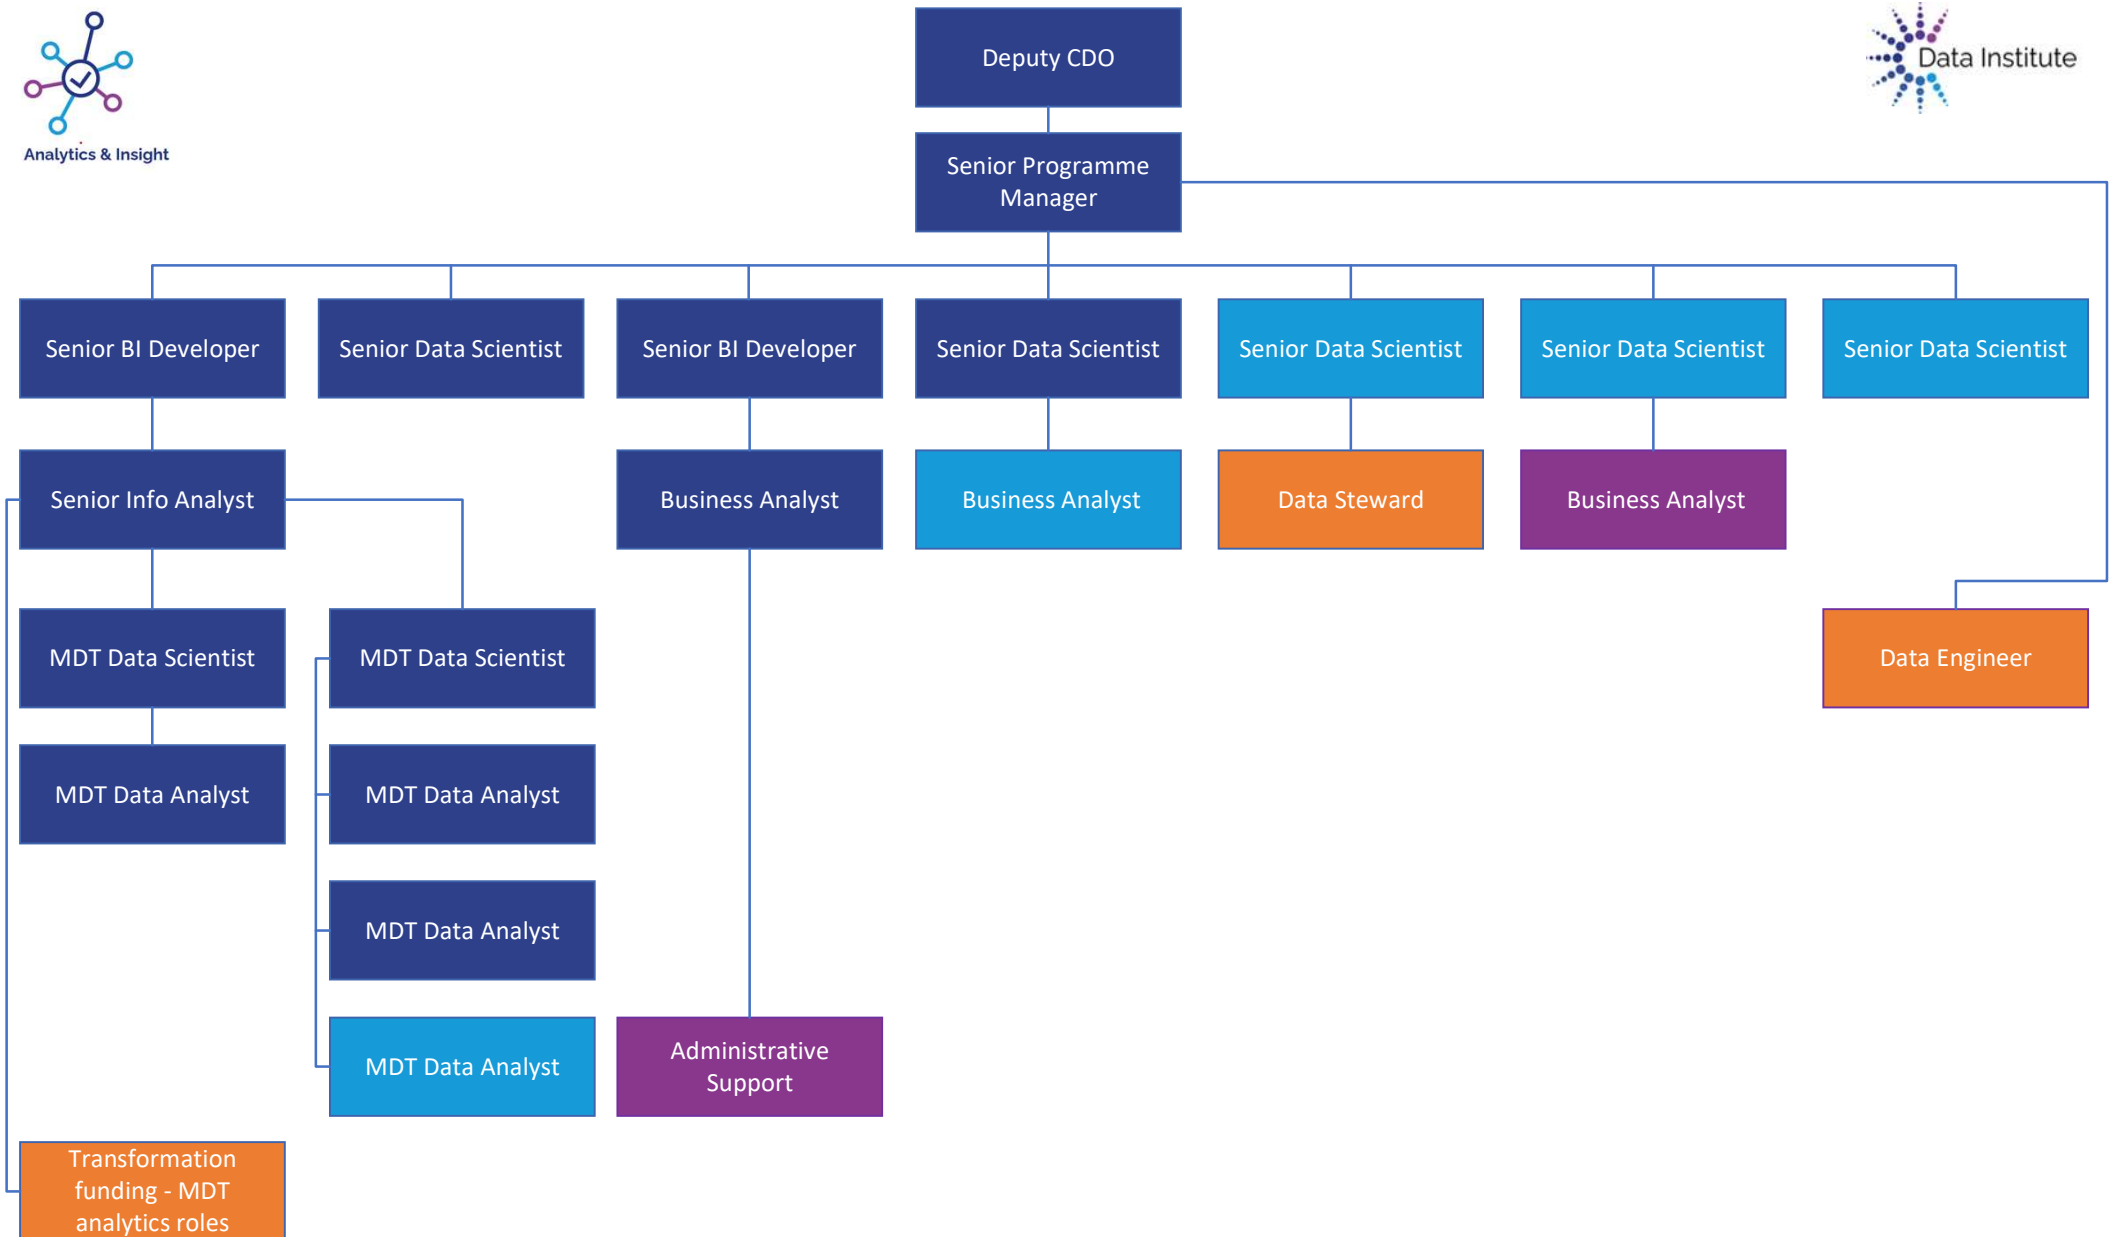 Deputy CDO
Data Institute
Analytics & Insight
Senior Programme
Manager
Senior BI Developer
Senior Data Scientist
Senior BI Developer
Senior Data Scientist
Senior Data Scientist
Senior Data Scientist
Senior Data Scientist
Senior Info Analyst
Business Analyst
Business Analyst
Data Steward
Business Analyst
MDT Data Scientist
MDT Data Scientist
Data Engineer
MDT Data Analyst
MDT Data Analyst
MDT Data Analyst
MDT Data Analyst
Administrative
Support
Transformation
funding - MDT
analytics roles